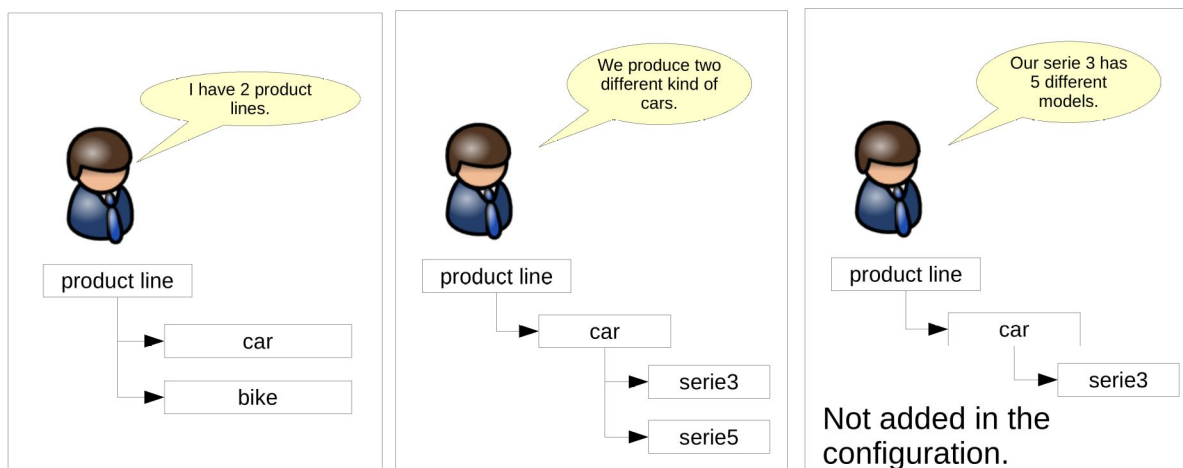 I have 2 product
lines.
product line
car
bike
We produce two
different kind of
cars.
product line
car
serie3
serie5
Our serie 3 has
5 different
models.
product line
car
serie3
Not added in the
configuration.